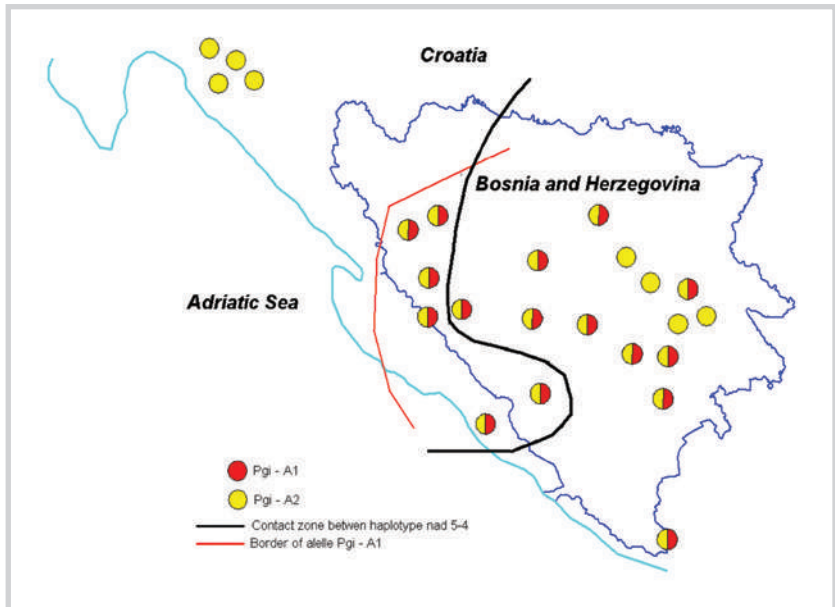 Croatia
Bosnia and Herzegovina
Adriatic Sea
Pgi - A1
Pgi - A2
Contact zone betwen haplotype nad 5-4
Border of alelle Pgi - A1